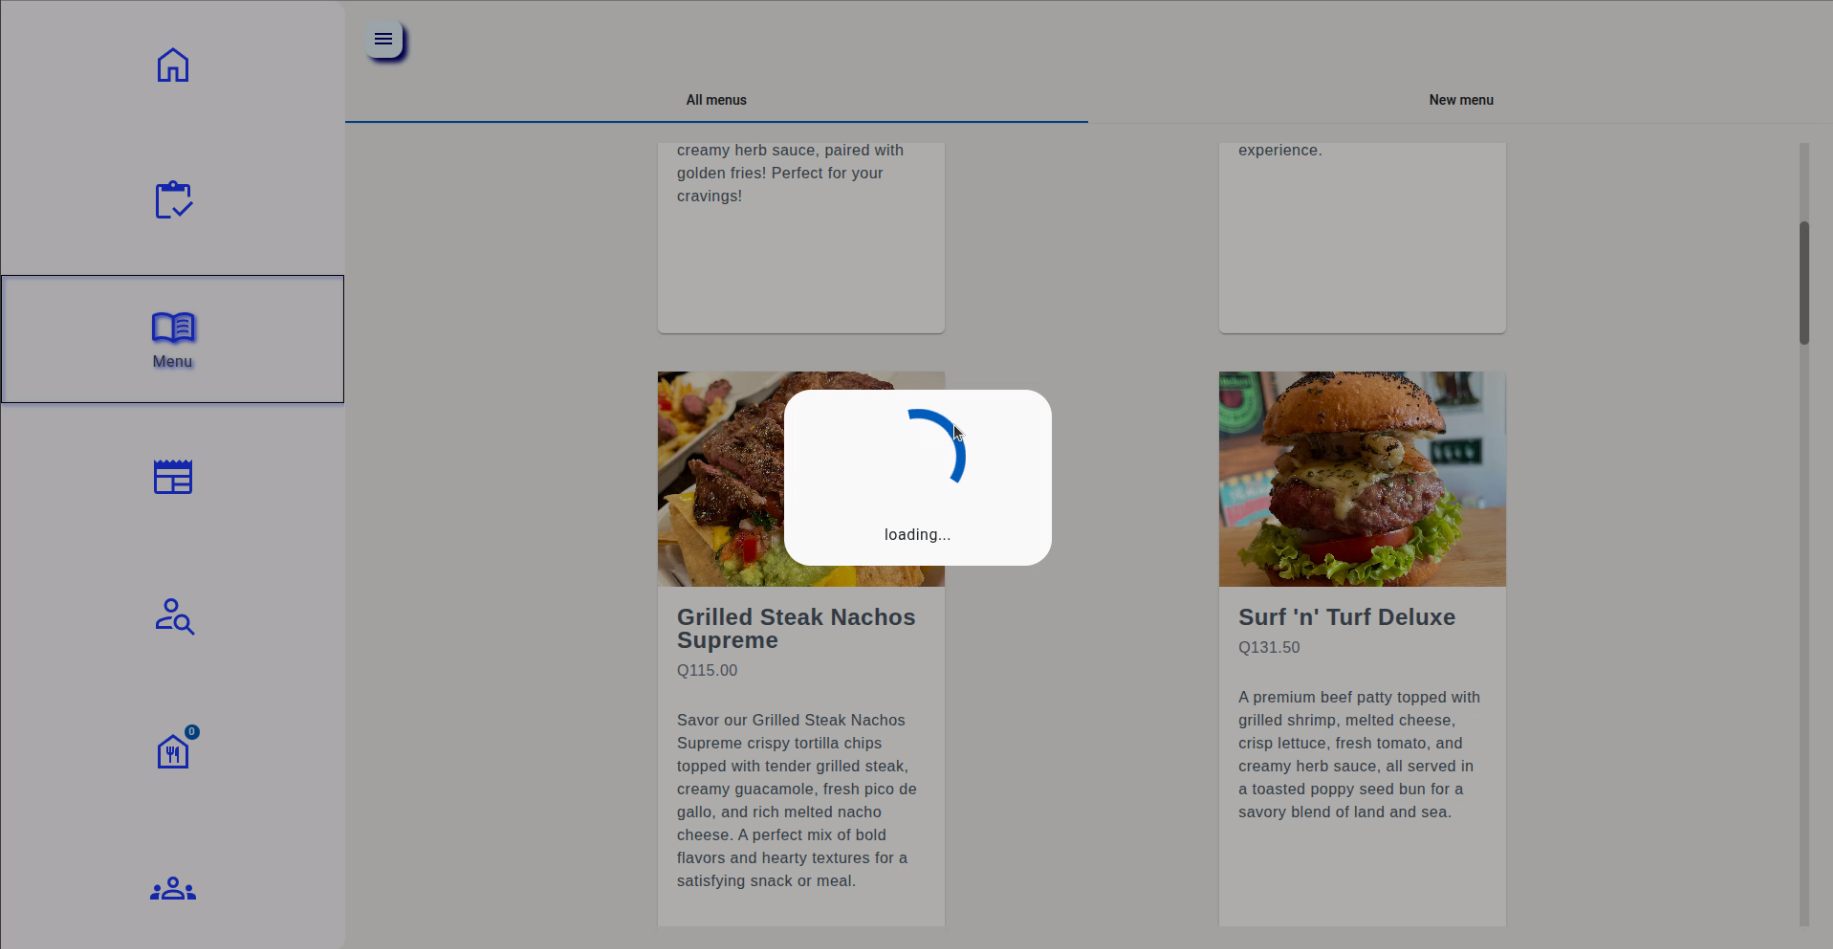 All menus
New menu
creamy herb sauce, paired with
golden fries! Perfect for your
cravings!
experience.
Menu
loading...
Grilled Steak Nachos
Supreme
Q115.00
Savor our Grilled Steak Nachos
Supreme crispy tortilla chips
topped with tender grilled steak,
creamy guacamole, fresh pico de
gallo, and rich melted nacho
cheese. A perfect mix of bold
flavors and hearty textures for a
satisfying snack or meal.
Surf 'n' Turf Deluxe
Q131.50
A premium beef patty topped with
grilled shrimp, melted cheese,
crisp lettuce, fresh tomato, and
creamy herb sauce, all served in
a toasted poppy seed bun for a
savory blend of land and sea.
0